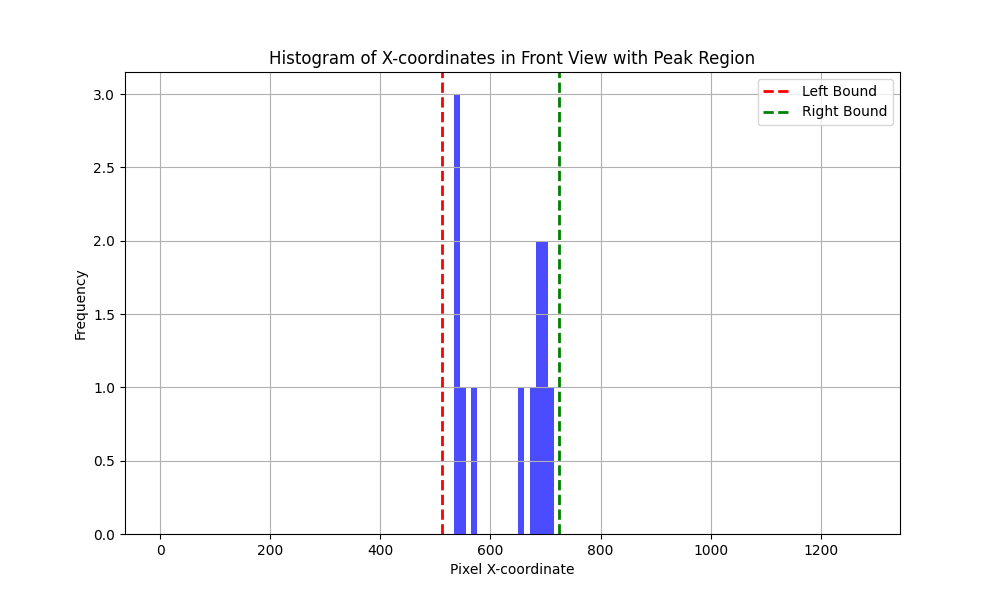 Histogram of X-coordinates in Front View with Peak Region
Left Bound
Right Bound
3.0
2.5
2.0
1.5
1.0
0.5
0.0
Frequency
0 200 400 600 800 1000 1200
Pixel X-coordinate